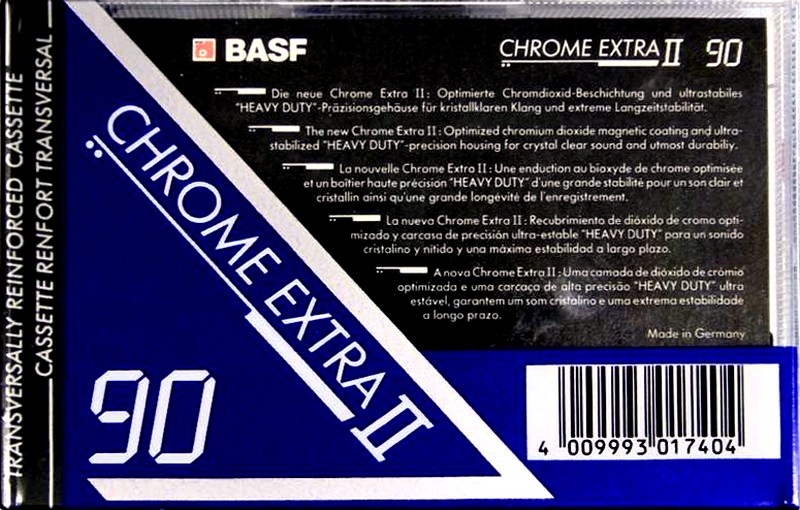 TRANSVERSALLY REINFORCED CASSETTE
CASSETTE RENFORT TRANSVERSAL
BASF
CHROME EXTRA II 90
Die neue Chrome Extra II: Optimierte Chromdioxid-Beschichtung und ultrastabiles
"HEAVY DUTY"-Präzisionsgehäuse für kristallklaren Klang und extreme Langzeitstabilität.
The new Chrome Extra II: Optimized chromium dioxide magnetic coating and ultra-
stabilized "HEAVY DUTY"-precision housing for crystal clear sound and utmost durabiliy.
La nouvelle Chrome Extra II: Une enduction au bioxyde de chrome optimisée
et un boîtier haute précision "HEAVY DUTY" d'une grande stabilité pour un son clair et
cristallin ainsi qu'une grande longévité de l'enregistrement.
La nueva Chrome Extra II: Recubrimiento de dióxido de cromo opti-
mizado y carcasa de precisión ultra-estable "HEAVY DUTY" para un sonido
cristalino y nítido y una máxima estabilidad a largo plazo.
A nova Chrome Extra II: Uma camada de dióxido de crómio
optimizada e uma carcaça de alta precisão "HEAVY DUTY" ultra
estável, garantem um som cristalino e uma extrema estabilidade
a longo prazo.
Made in Germany
CHROME EXTRA II
90
4 009993 017404